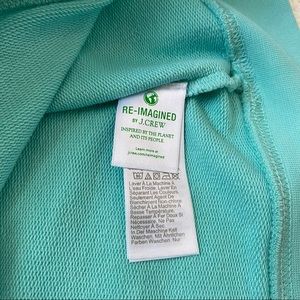 RE-IMAGINED
BY J.CREW
INSPIRED BY THE PLANET
AND ITS PEOPLE.
Learn more at
jcrew.com/reimagined
Laver À La Machine À
L'eau Froide, Laver En
Séparant Les Couleurs,
Seulement Agent De
Blanchiment Non-chloré
Sécher À La Machine À
Basse Température,
Repasser À Fer Doux Si
Nécessaire, Ne Pas
Nettoyer À Sec.
In Der Maschine Kalt
Waschen, Mit Ähnlichen
Farben Waschen, Nur